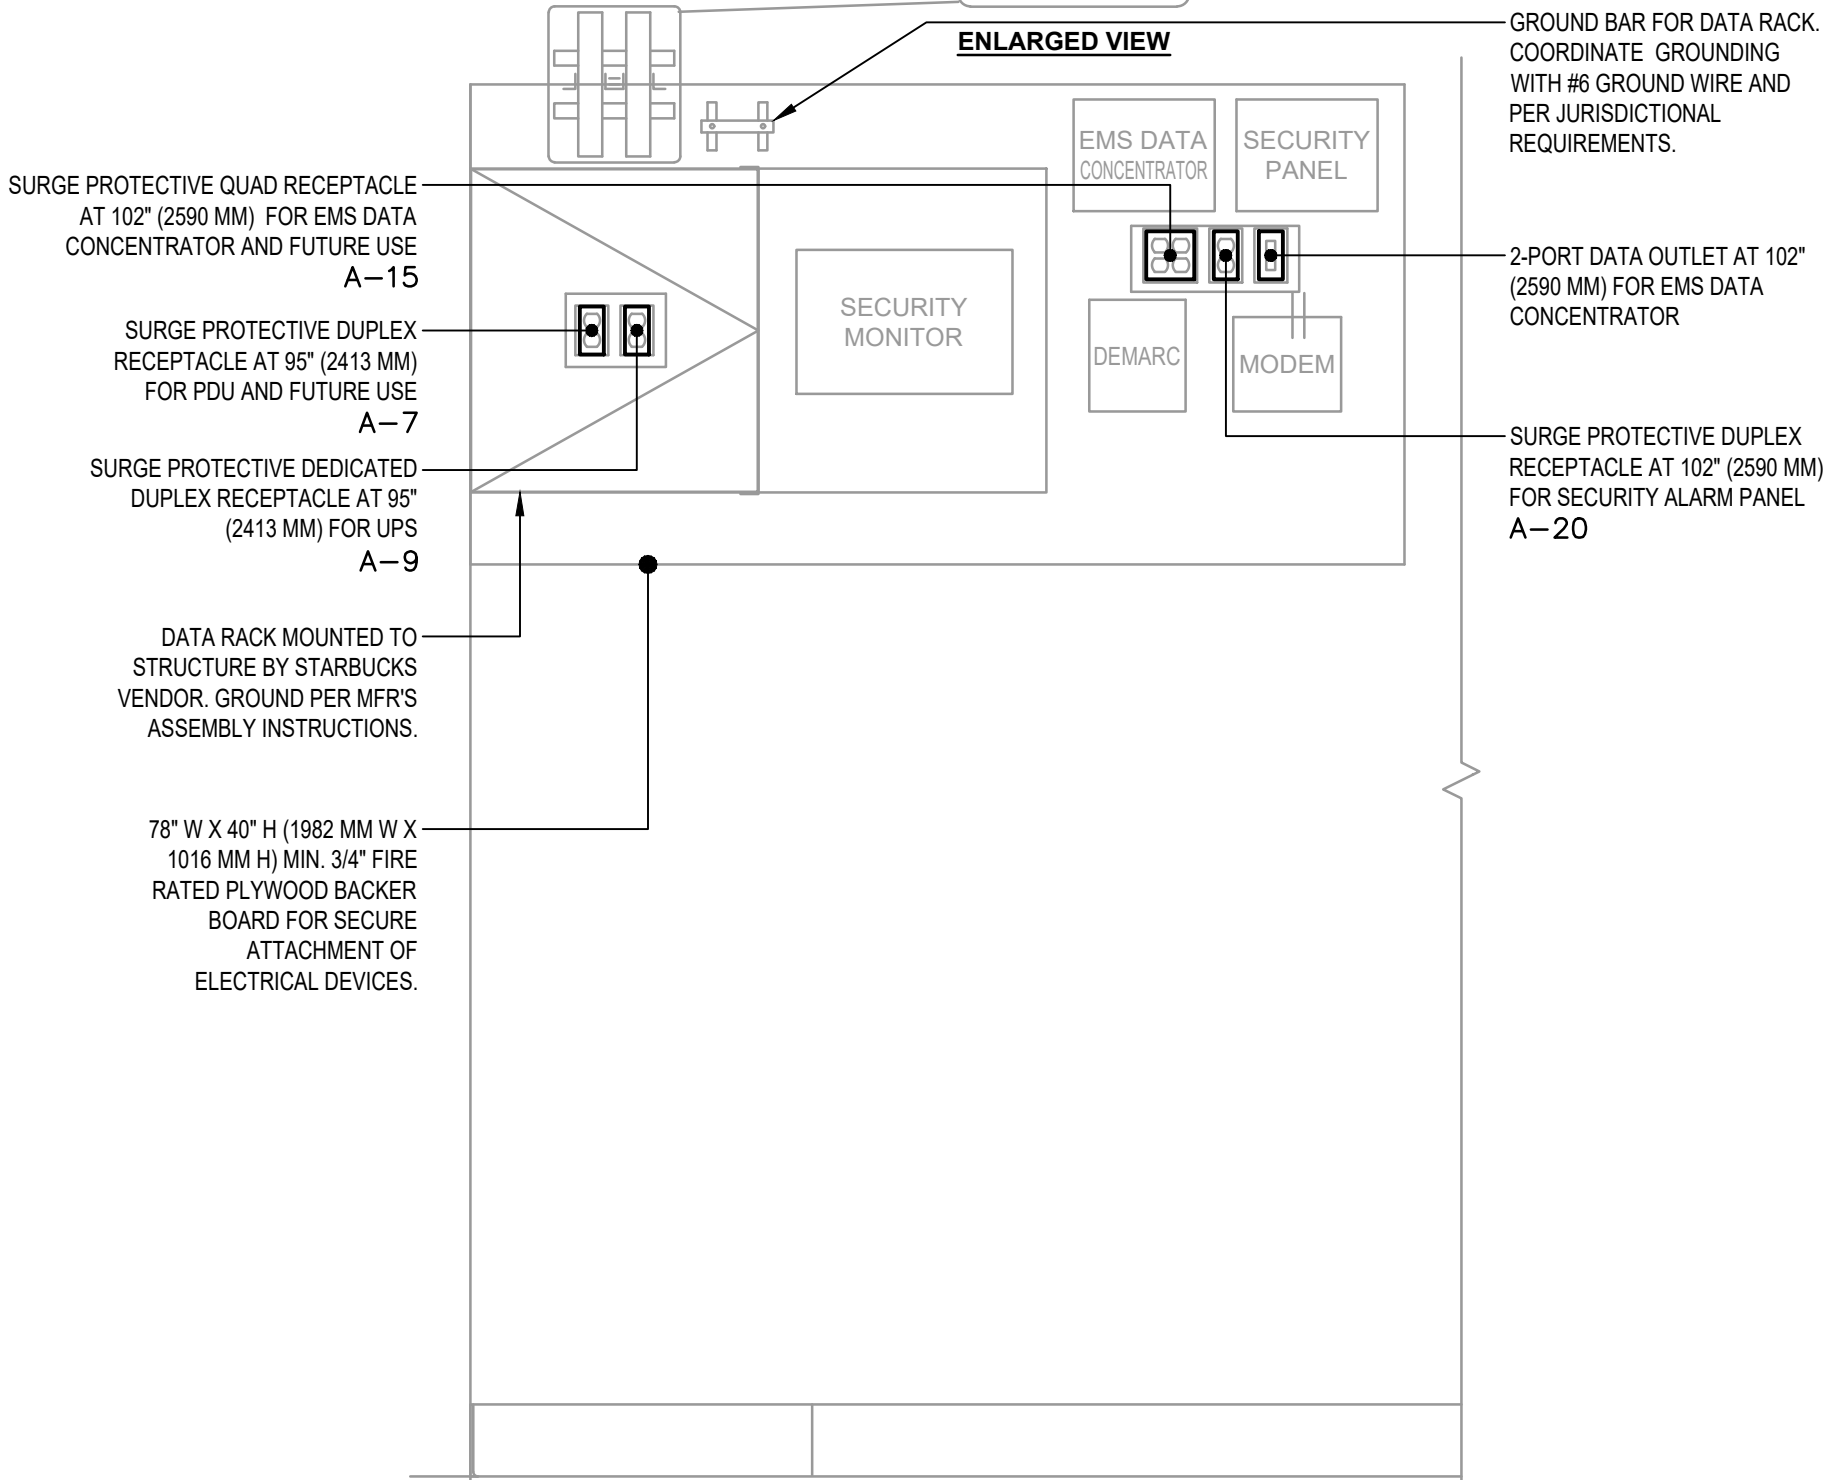 ENLARGED VIEW
GROUND BAR FOR DATA RACK.
COORDINATE GROUNDING
WITH #6 GROUND WIRE AND
PER JURISDICTIONAL
REQUIREMENTS.
EMS DATA
CONCENTRATOR
SECURITY
PANEL
SURGE PROTECTIVE QUAD RECEPTACLE
AT 102" (2590 MM) FOR EMS DATA
CONCENTRATOR AND FUTURE USE
A-15
2-PORT DATA OUTLET AT 102"
(2590 MM) FOR EMS DATA
CONCENTRATOR
SURGE PROTECTIVE DUPLEX
RECEPTACLE AT 95" (2413 MM)
FOR PDU AND FUTURE USE
A-7
SECURITY
MONITOR
DEMARC
MODEM
SURGE PROTECTIVE DEDICATED
DUPLEX RECEPTACLE AT 95"
(2413 MM) FOR UPS
A-9
SURGE PROTECTIVE DUPLEX
RECEPTACLE AT 102" (2590 MM)
FOR SECURITY ALARM PANEL
A-20
DATA RACK MOUNTED TO
STRUCTURE BY STARBUCKS
VENDOR. GROUND PER MFR'S
ASSEMBLY INSTRUCTIONS.
78" W X 40" H (1982 MM W X
1016 MM H) MIN. 3/4" FIRE
RATED PLYWOOD BACKER
BOARD FOR SECURE
ATTACHMENT OF
ELECTRICAL DEVICES.